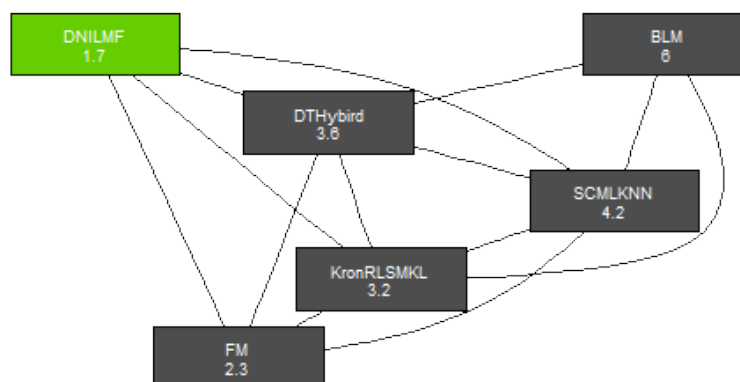 DNILMF
1.7
BLM
6
DTHybird
3.6
SCMLKNN
4.2
KronRLSMKL
3.2
FM
2.3